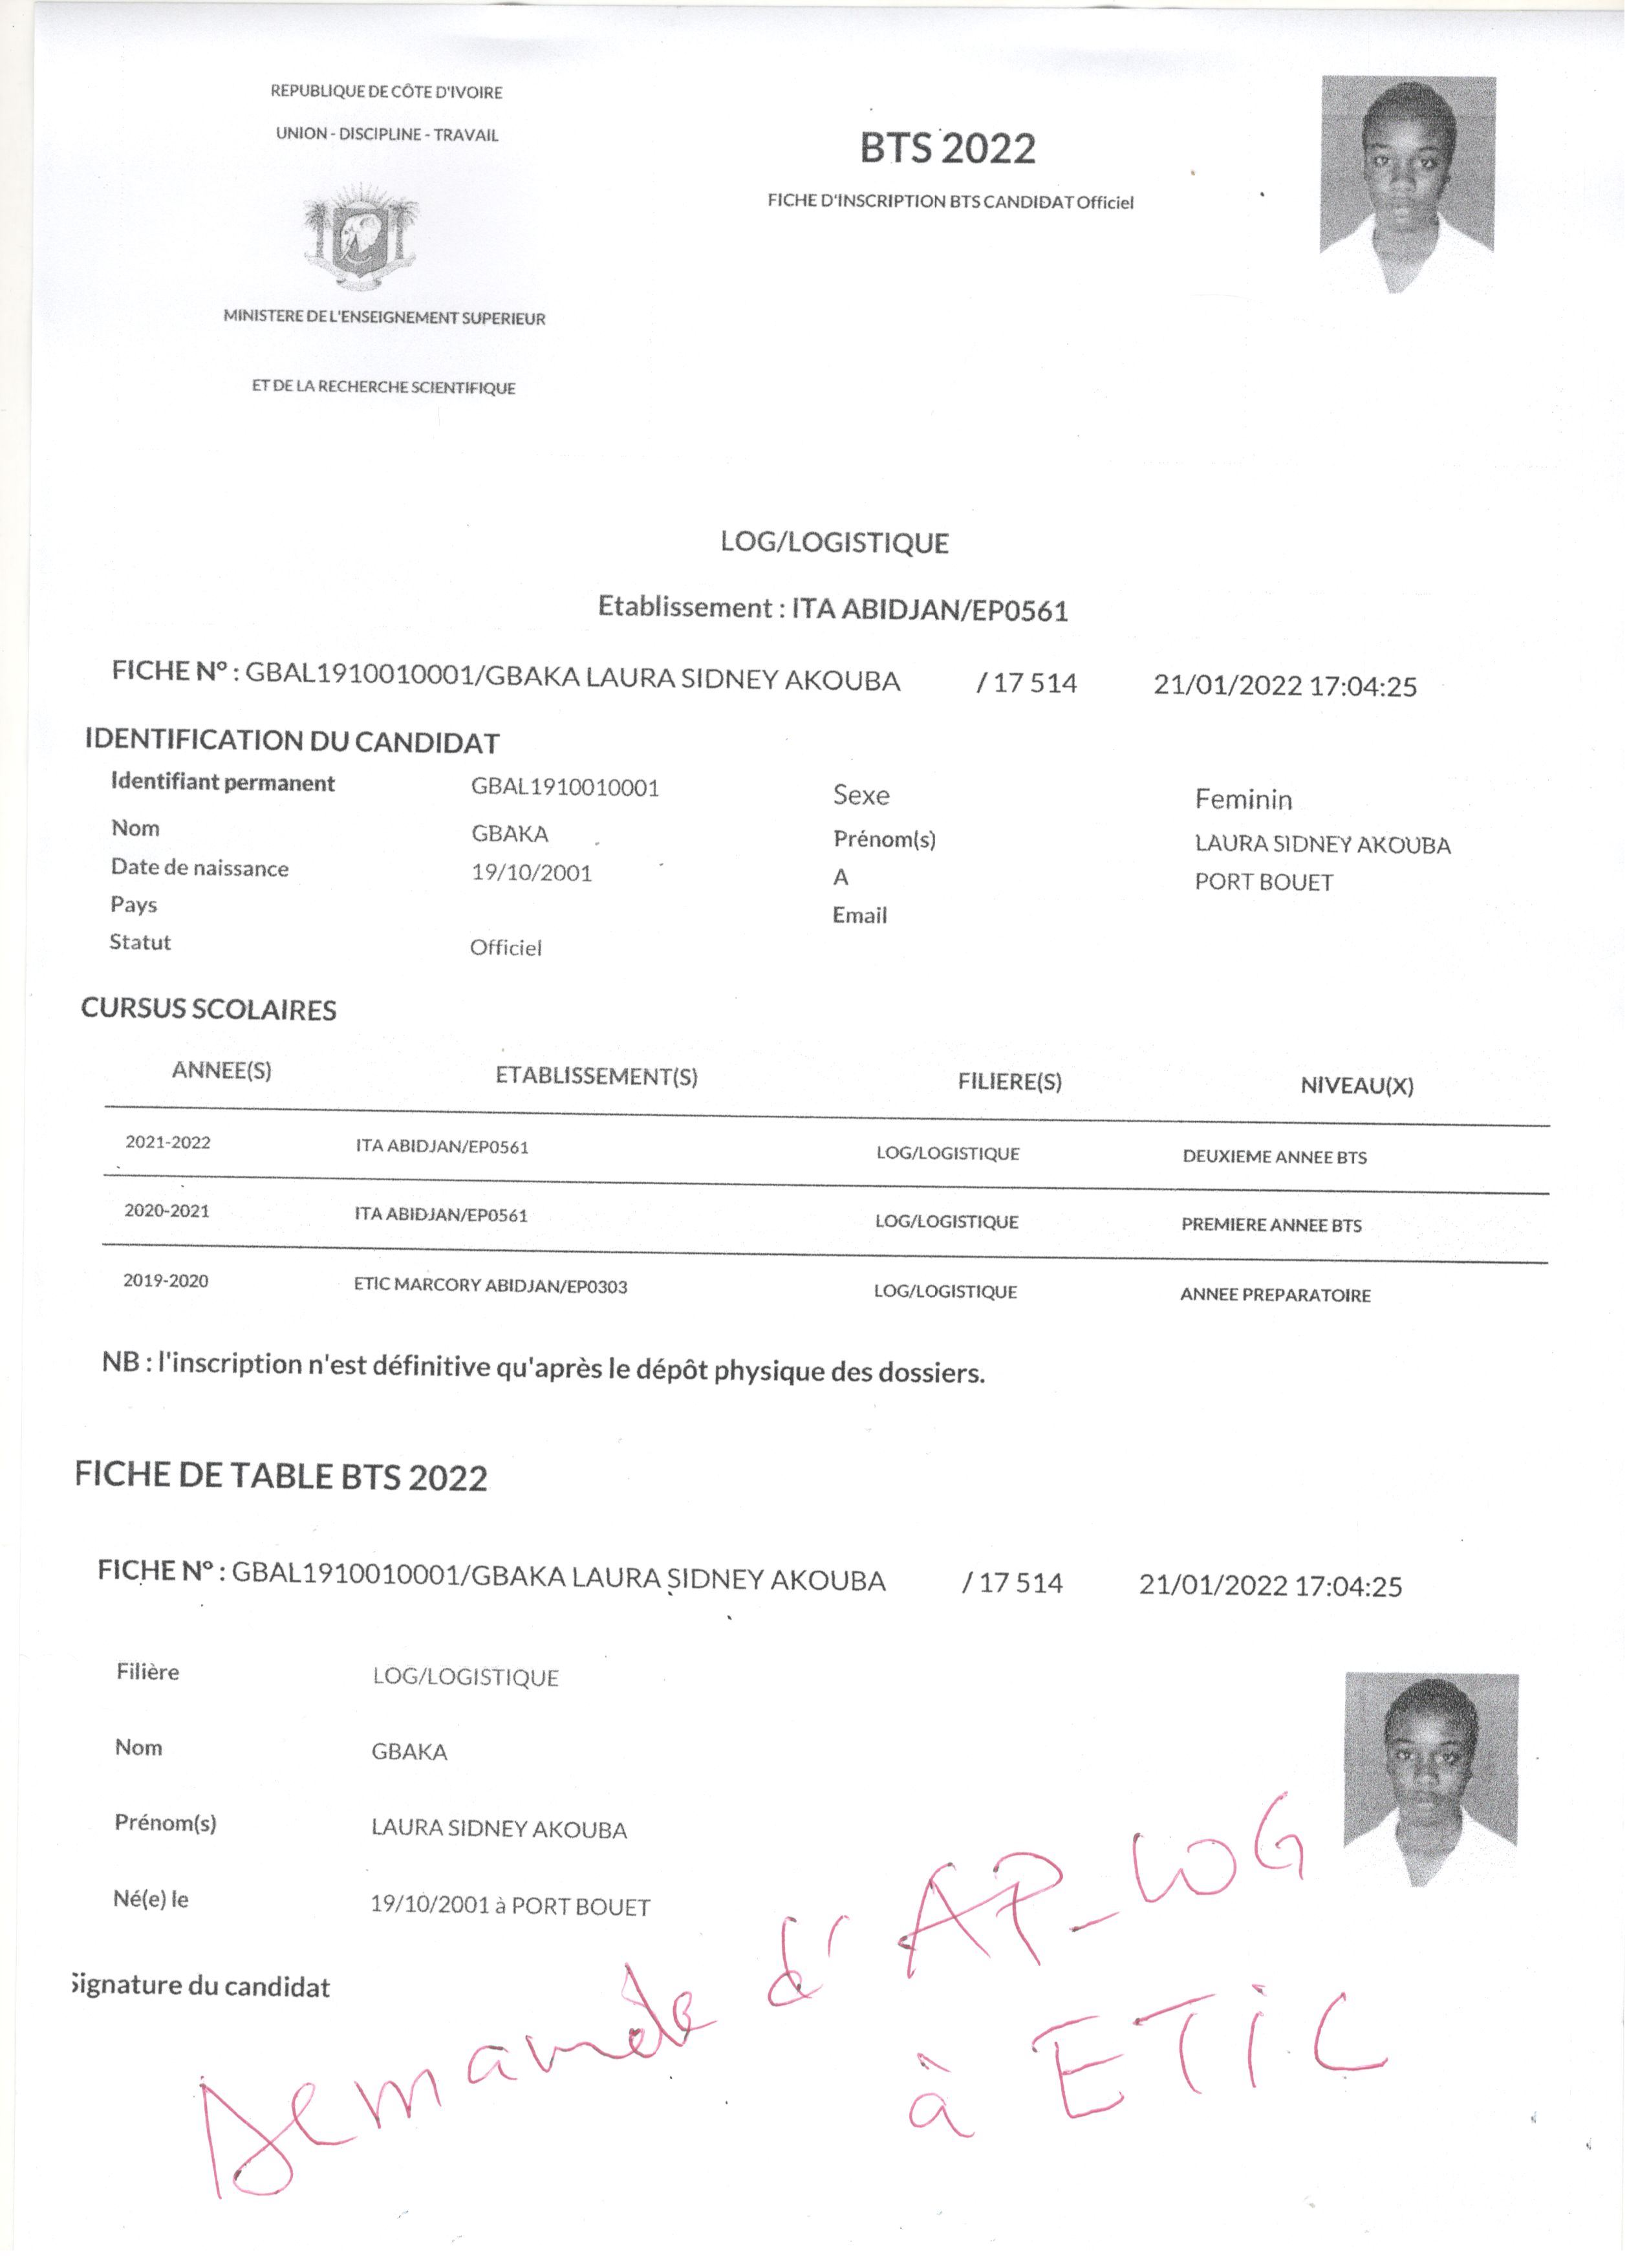 REPUBLIQUE DE CÔTE D'IVOIRE
UNION - DISCIPLINE - TRAVAIL
MINISTERE DE L'ENSEIGNEMENT SUPERIEUR
ET DE LA RECHERCHE SCIENTIFIQUE
BTS 2022
FICHE D'INSCRIPTION BTS CANDIDAT Officiel
LOG/LOGISTIQUE
Etablissement : ITA ABIDJAN/EP0561
FICHE N° : GBAL1910010001/GBAKA LAURA SIDNEY AKOUBA / 17 514 21/01/2022 17:04:25
IDENTIFICATION DU CANDIDAT
Identifiant permanent GBAL1910010001 Sexe Feminin
Nom GBAKA Prénom(s) LAURA SIDNEY AKOUBA
Date de naissance 19/10/2001 A PORT BOUET
Pays Email
Statut Officiel
CURSUS SCOLAIRES
ANNEE(S) ETABLISSEMENT(S) FILIERE(S) NIVEAU(X)
2021-2022 ITA ABIDJAN/EP0561 LOG/LOGISTIQUE DEUXIEME ANNEE BTS
2020-2021 ITA ABIDJAN/EP0561 LOG/LOGISTIQUE PREMIERE ANNEE BTS
2019-2020 ETIC MARCORY ABIDJAN/EP0303 LOG/LOGISTIQUE ANNEE PREPARATOIRE
NB : l'inscription n'est définitive qu'après le dépôt physique des dossiers.
FICHE DE TABLE BTS 2022
FICHE N° : GBAL1910010001/GBAKA LAURA SIDNEY AKOUBA / 17 514 21/01/2022 17:04:25
Filière LOG/LOGISTIQUE
Nom GBAKA
Prénom(s) LAURA SIDNEY AKOUBA
Né(e) le 19/10/2001 à PORT BOUET
Signature du candidat
Demande d'AP_LOG
à ETIC